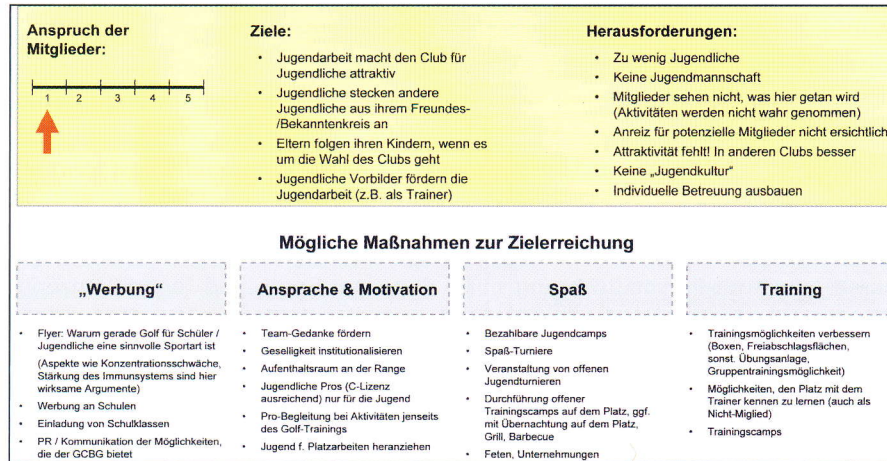 Anspruch der
Mitglieder:
1 2 3 4 5
Ziele:
• Jugendarbeit macht den Club für
Jugendliche attraktiv
• Jugendliche stecken andere
Jugendliche aus ihrem Freundes-
/Bekanntenkreis an
• Eltern folgen ihren Kindern, wenn es
um die Wahl des Clubs geht
• Jugendliche Vorbilder fördern die
Jugendarbeit (z.B. als Trainer)
Herausforderungen:
• Zu wenig Jugendliche
• Keine Jugendmannschaft
• Mitglieder sehen nicht, was hier getan wird
(Aktivitäten werden nicht wahr genommen)
• Anreiz für potenzielle Mitglieder nicht ersichtlich
• Attraktivität fehlt! In anderen Clubs besser
• Keine „Jugendkultur“
• Individuelle Betreuung ausbauen
Mögliche Maßnahmen zur Zielerreichung
„Werbung“
• Flyer: Warum gerade Golf für Schüler /
Jugendliche eine sinnvolle Sportart ist
(Aspekte wie Konzentrationsschwäche,
Stärkung des Immunsystems sind hier
wirksame Argumente)
• Werbung an Schulen
• Einladung von Schulklassen
• PR / Kommunikation der Möglichkeiten,
die der GCBG bietet
Ansprache & Motivation
• Team-Gedanke fördern
• Geselligkeit institutionalisieren
• Aufenthaltsraum an der Range
• Jugendliche Pros (C-Lizenz
ausreichend) nur für die Jugend
• Pro-Begleitung bei Aktivitäten jenseits
des Golf-Trainings
• Jugend f. Platzarbeiten heranziehen
Spaß
• Bezahlbare Jugendcamps
• Spaß-Turniere
• Veranstaltung von offenen
Jugendturnieren
• Durchführung offener
Trainingscamps auf dem Platz, ggf.
mit Übernachtung auf dem Platz,
Grill, Barbecue
• Feten, Unternehmungen
Training
• Trainingsmöglichkeiten verbessern
(Boxen, Freiabschlagsflächen,
sonst. Übungsanlage,
Gruppentrainingsmöglichkeit)
• Möglichkeiten, den Platz mit dem
Trainer kennen zu lernen (auch als
Nicht-Miglied)
• Trainingscamps